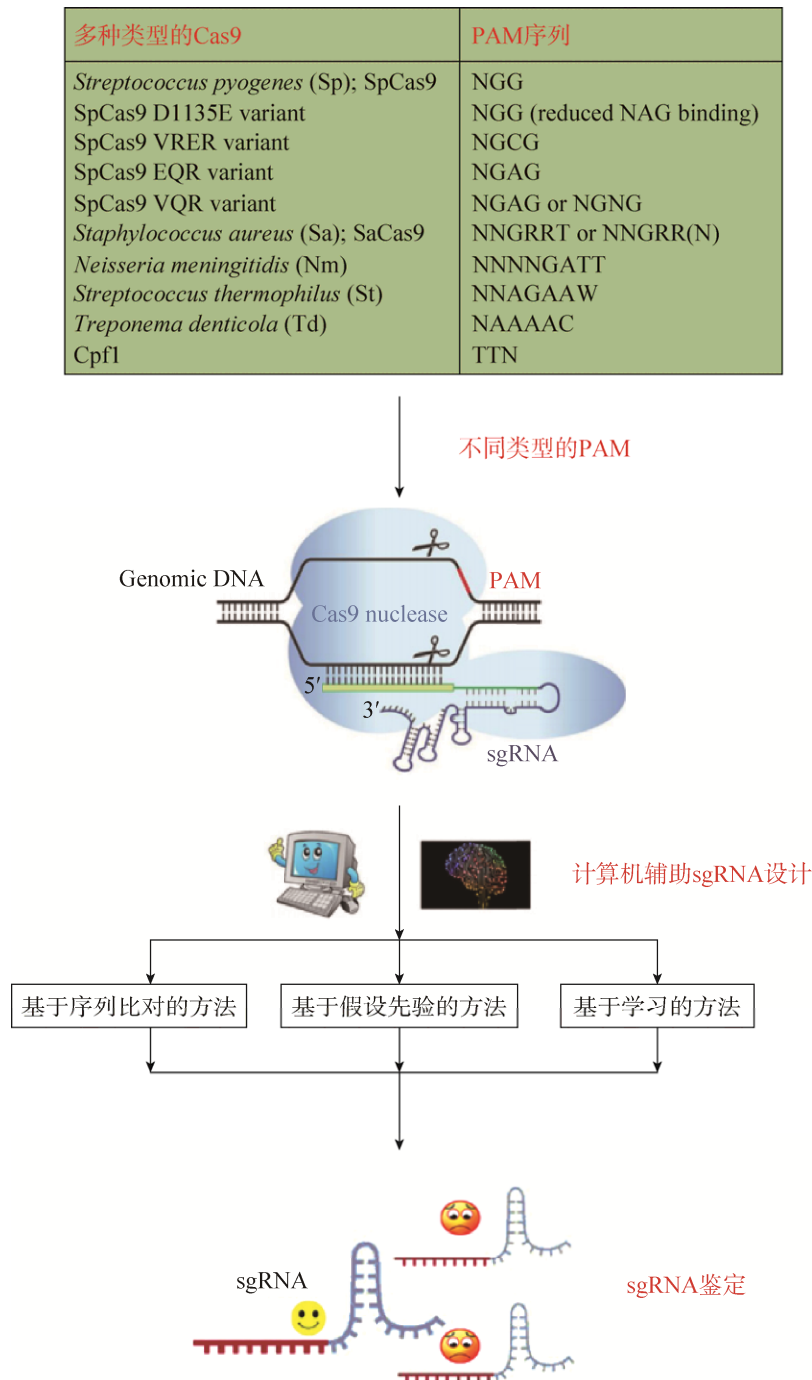 多种类型的Cas9 PAM序列
Streptococcus pyogenes (Sp); SpCas9 NGG
SpCas9 D1135E variant NGG (reduced NAG binding)
SpCas9 VRER variant NGCG
SpCas9 EQR variant NGAG
SpCas9 VQR variant NGAG or NGNG
Staphylococcus aureus (Sa); SaCas9 NNGRRT or NNGRR(N)
Neisseria meningitidis (Nm) NNNNGATT
Streptococcus thermophilus (St) NNAGAAW
Treponema denticola (Td) NAAAAC
Cpf1 TTN
不同类型的PAM
Genomic DNA PAM
Cas9 nuclease
5′
3′
sgRNA
计算机辅助sgRNA设计
基于序列比对的方法 基于假设先验的方法 基于学习的方法
sgRNA sgRNA鉴定